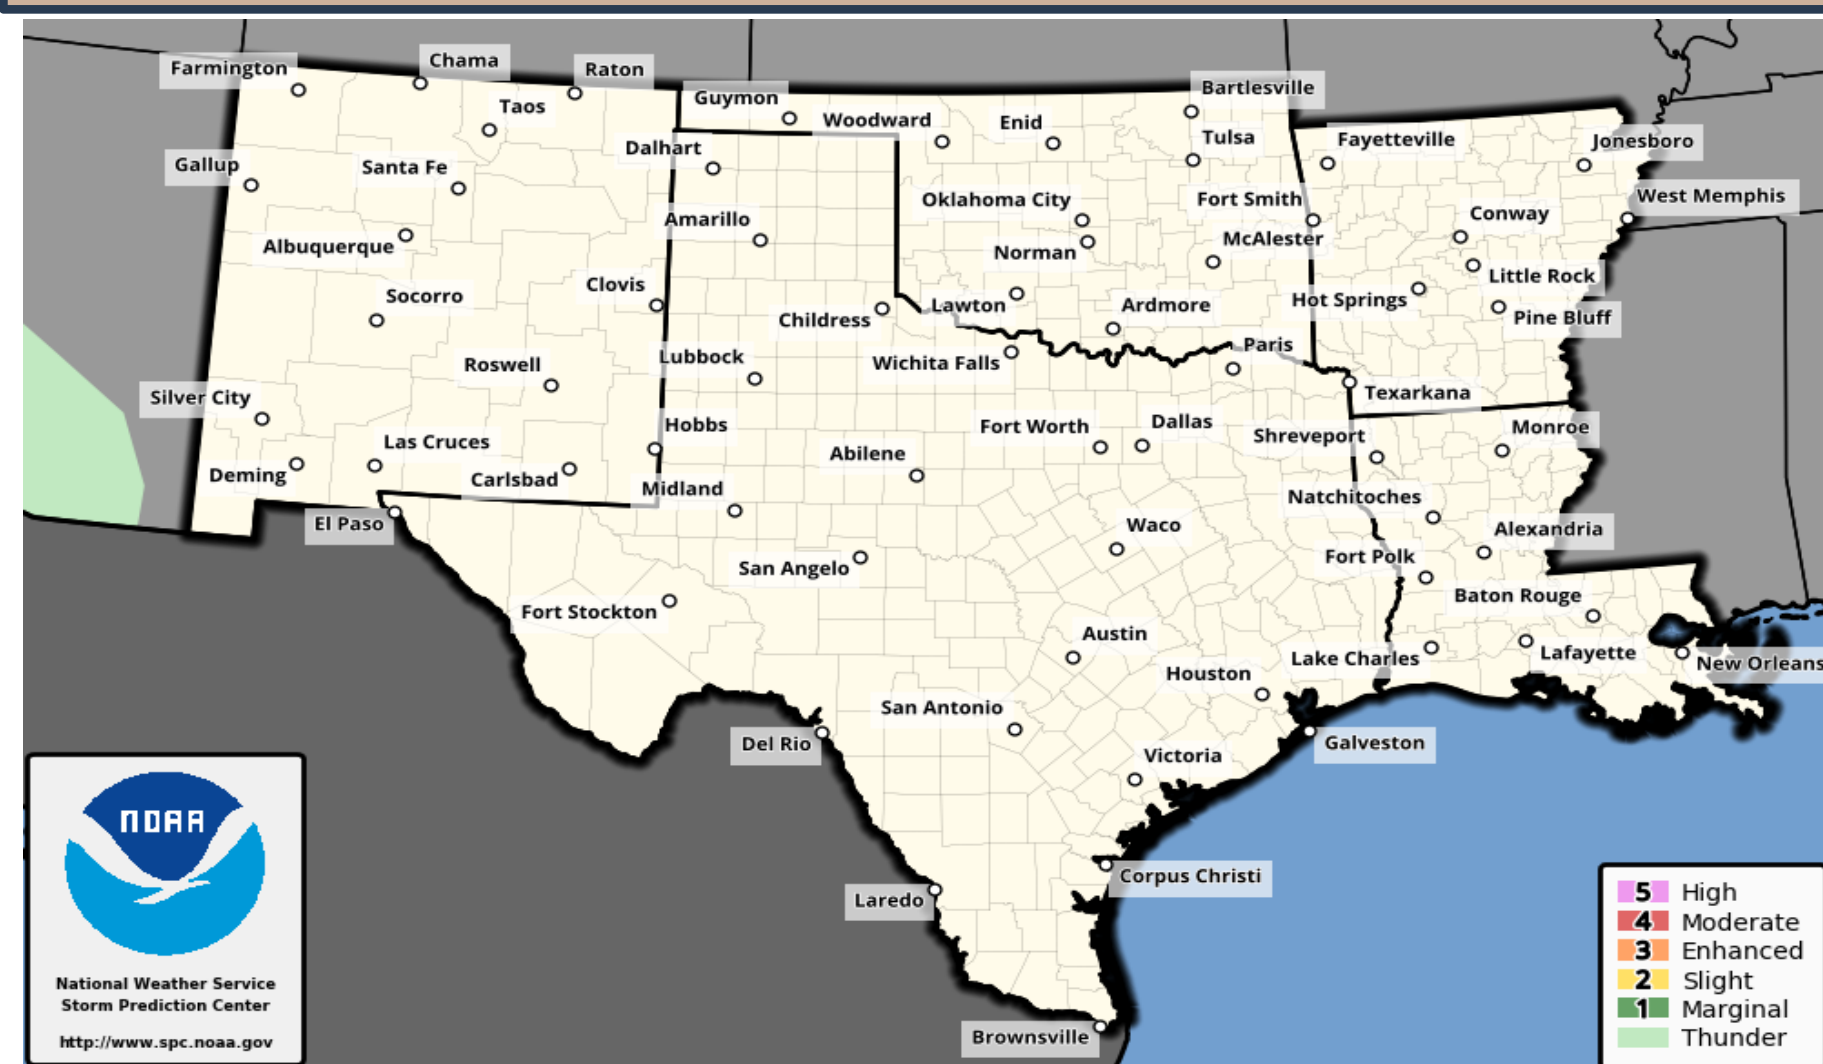 Farmington
Chama
Raton
Taos
Guymon
Woodward
Enid
Bartlesville
Tulsa
Fayetteville
Jonesboro
Gallup
Santa Fe
Dalhart
West Memphis
Oklahoma City
Fort Smith
Conway
Albuquerque
Amarillo
Norman
McAlester
Little Rock
Socorro
Clovis
Childress
Lawton
Ardmore
Hot Springs
Pine Bluff
Roswell
Lubbock
Wichita Falls
Paris
Texarkana
Silver City
Las Cruces
Hobbs
Fort Worth
Dallas
Shreveport
Monroe
Deming
Carlsbad
Midland
Abilene
Natchitoches
El Paso
Waco
Alexandria
San Angelo
Fort Polk
Fort Stockton
Baton Rouge
Austin
Houston
Lake Charles
Lafayette
New Orleans
San Antonio
Del Rio
Victoria
Galveston
Laredo
Corpus Christi
Brownsville
NOAA
National Weather Service
Storm Prediction Center
http://www.spc.noaa.gov
5 High
4 Moderate
3 Enhanced
2 Slight
1 Marginal
Thunder